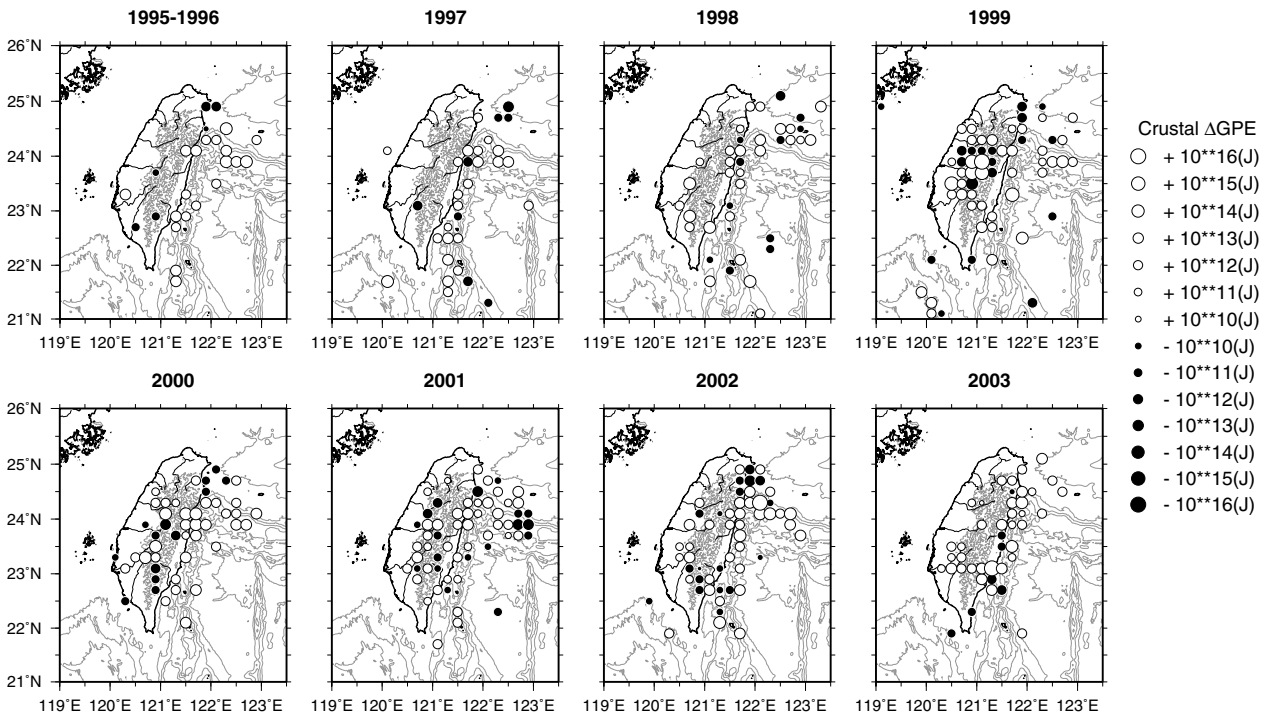 1995-1996 1997 1998 1999
26˚N
25˚N
24˚N
23˚N
22˚N
21˚N
119˚E 120˚E 121˚E 122˚E 123˚E 119˚E 120˚E 121˚E 122˚E 123˚E 119˚E 120˚E 121˚E 122˚E 123˚E 119˚E 120˚E 121˚E 122˚E 123˚E
Crustal ΔGPE
+ 10**16(J)
+ 10**15(J)
+ 10**14(J)
+ 10**13(J)
+ 10**12(J)
+ 10**11(J)
+ 10**10(J)
- 10**10(J)
- 10**11(J)
- 10**12(J)
- 10**13(J)
- 10**14(J)
- 10**15(J)
- 10**16(J)
2000 2001 2002 2003
26˚N
25˚N
24˚N
23˚N
22˚N
21˚N
119˚E 120˚E 121˚E 122˚E 123˚E 119˚E 120˚E 121˚E 122˚E 123˚E 119˚E 120˚E 121˚E 122˚E 123˚E 119˚E 120˚E 121˚E 122˚E 123˚E